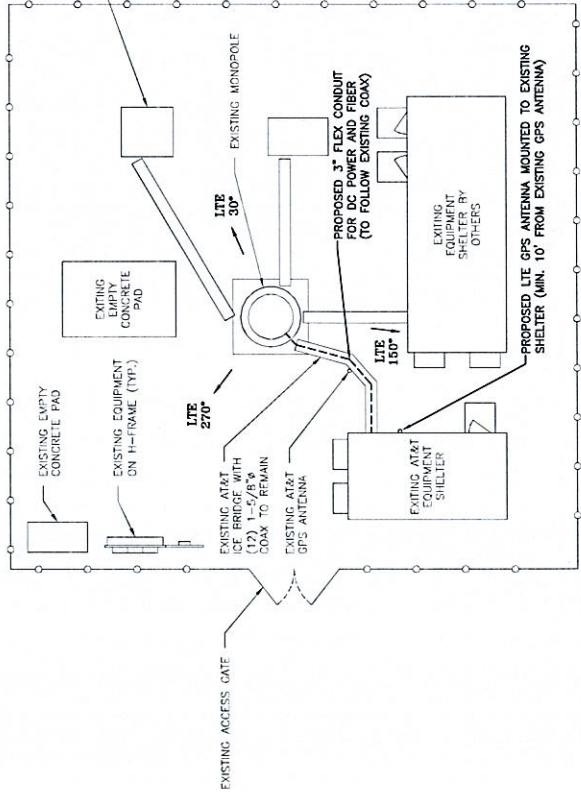 EXISTING ACCESS GATE
EXISTING EMPTY
CONCRETE PAD
EXISTING EQUIPMENT
ON H-FRAME (TYP.)
EXITING
EMPTY
CONCRETE
PAD
LTE
270°
LTE
30°
EXISTING MONOPOLE
EXISTING AT&T
ICE BRIDGE WITH
(12) 1-5/8"ø
COAX TO REMAIN
EXISTING AT&T
GPS ANTENNA
LTE
150°
PROPOSED 3" FLEX CONDUIT
FOR DC POWER AND FIBER
(TO FOLLOW EXISTING COAX)
EXITING AT&T
EQUIPMENT
SHELTER
EXITING
EQUIPMENT
SHELTER BY
OTHERS
PROPOSED LTE GPS ANTENNA MOUNTED TO EXISTING
SHELTER (MIN. 10' FROM EXISTING GPS ANTENNA)